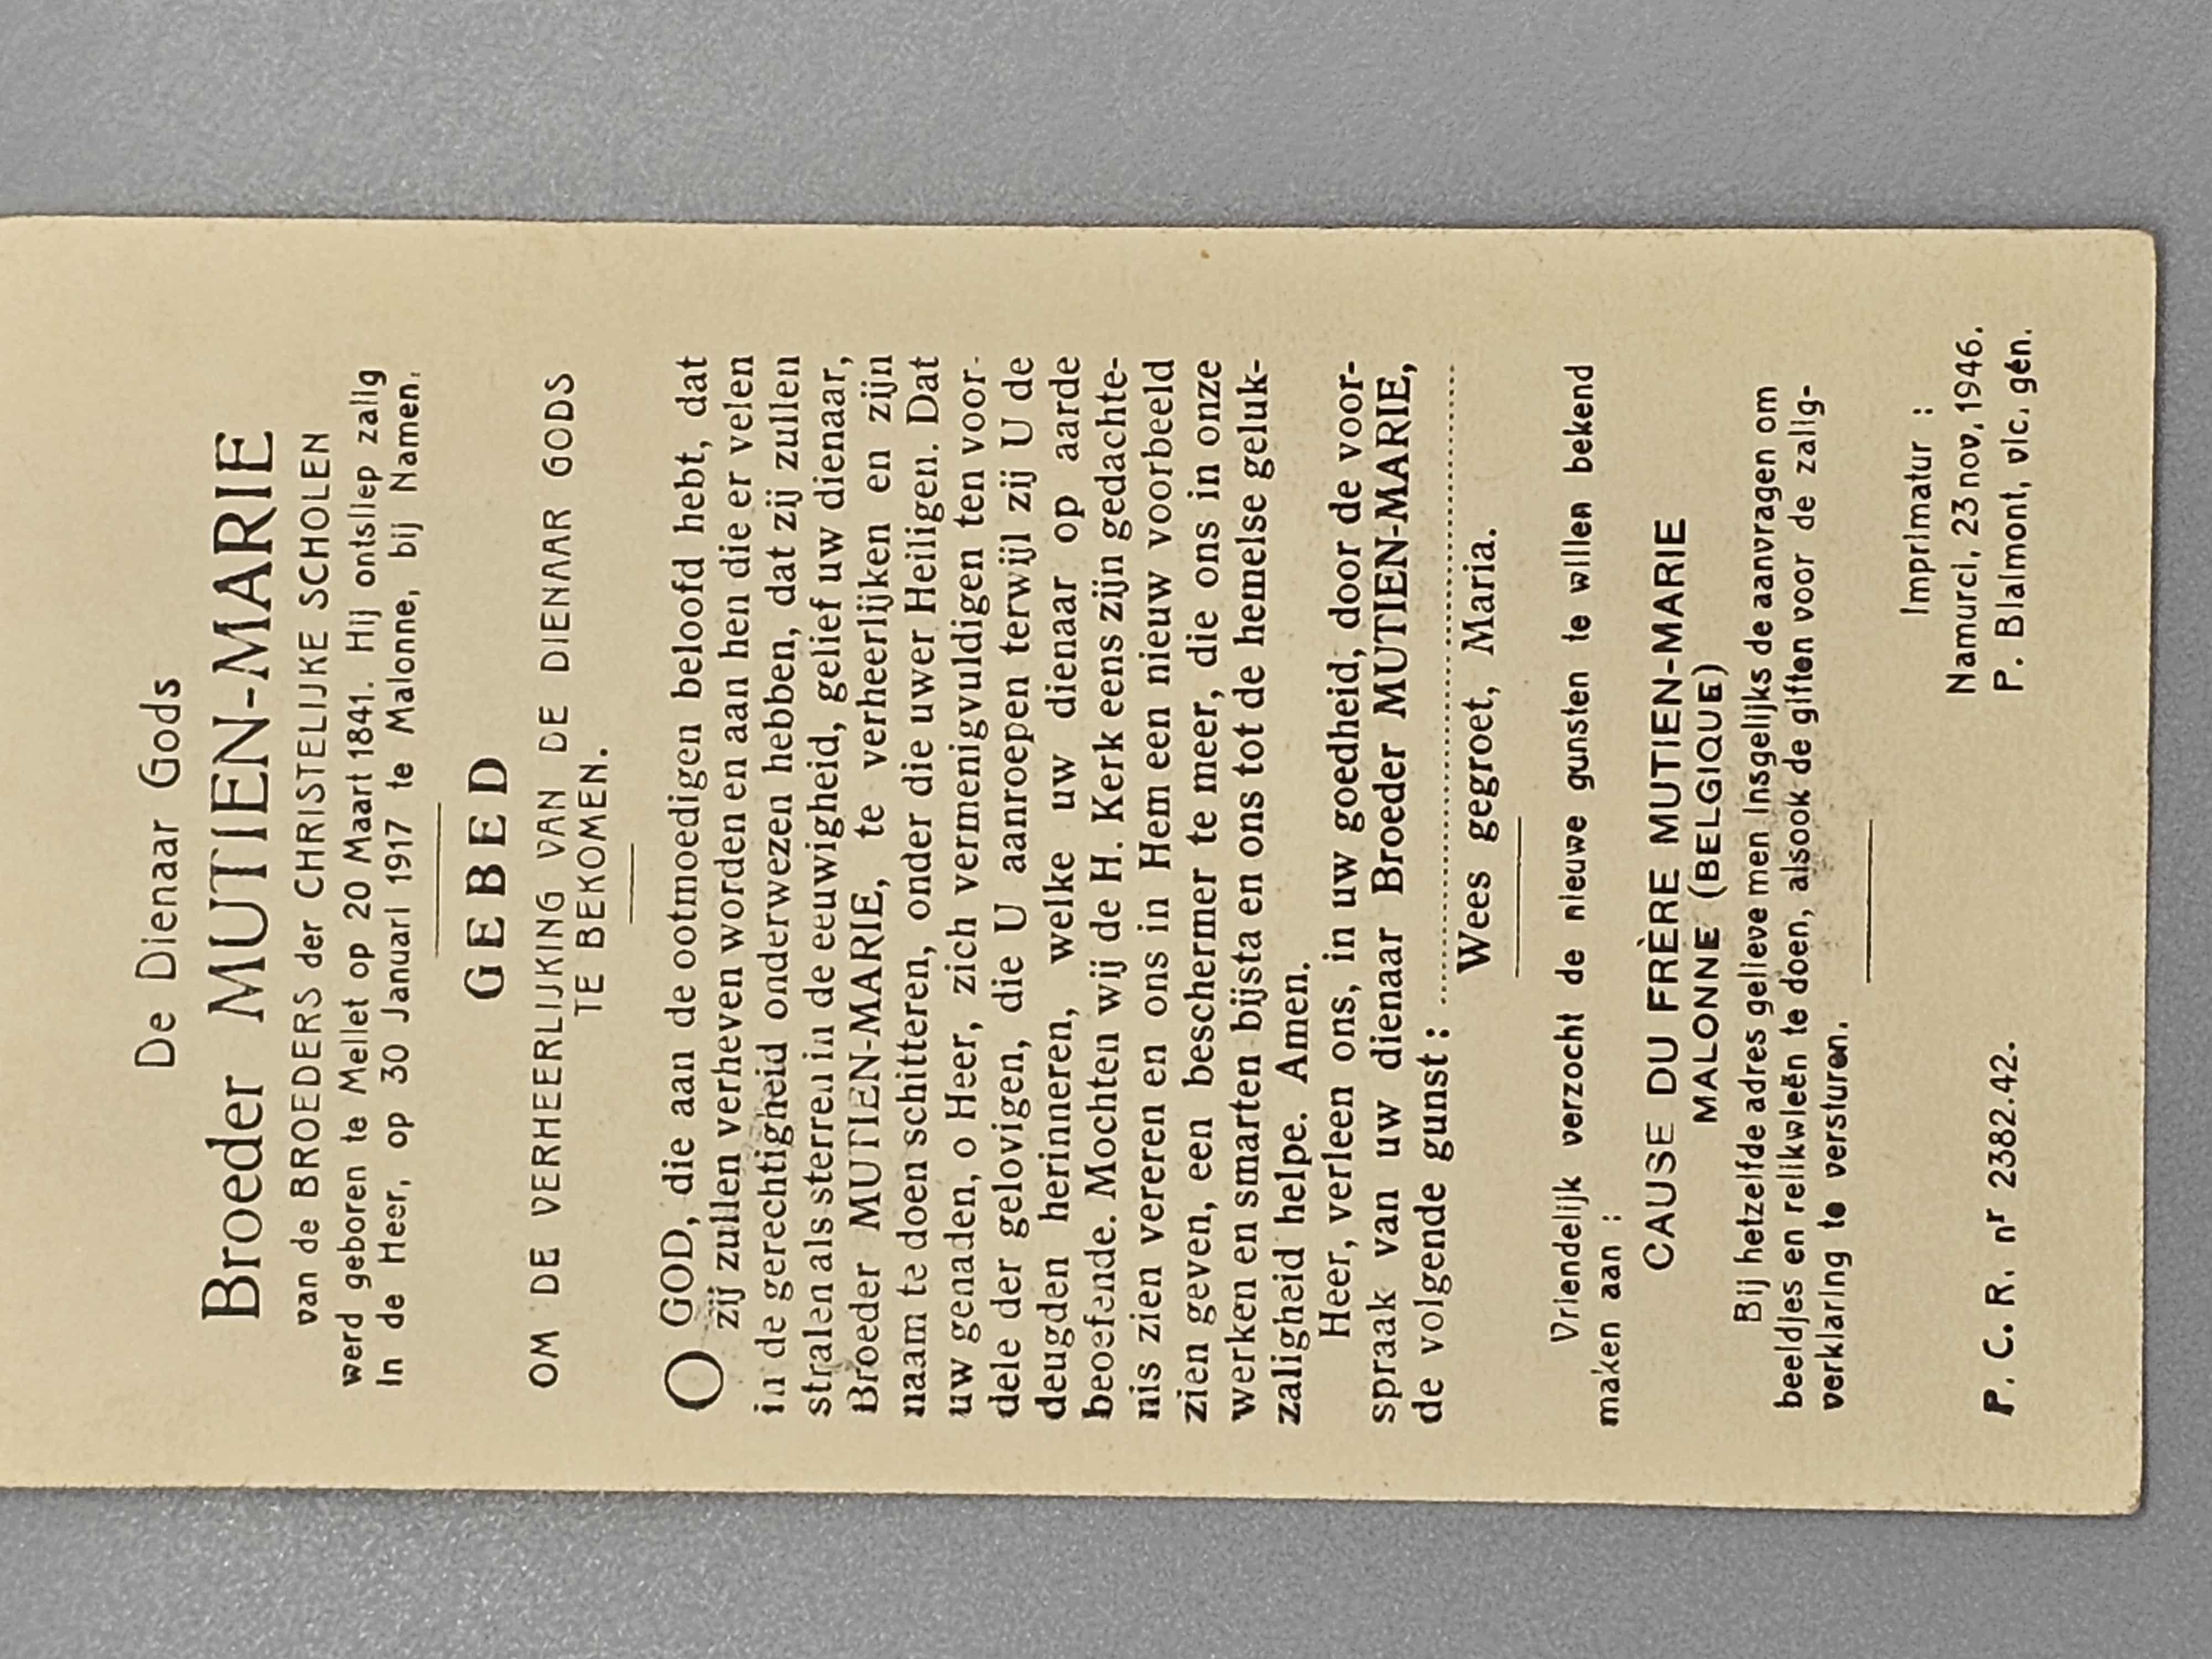 De Dienaar Gods
Broeder MUTIEN-MARIE
van de BROEDERS der CHRISTELIJKE SCHOLEN
werd geboren te Mellet op 20 Maart 1841. Hij ontsliep zalig
In de Heer, op 30 Januari 1917 te Malonne, bij Namen.
GEBED
OM DE VERHEERLIJKING VAN DE DIENAAR GODS
TE BEKOMEN.
O GOD, die aan de ootmoedigen beloofd hebt, dat
zij zullen verheven worden en aan hen die er velen
in de gerechtigheid onderwezen hebben, dat zij zullen
stralen als sterren in de eeuwigheid, gelief uw dienaar,
Broeder MUTIEN-MARIE, te verheerlijken en zijn
naam te doen schitteren, onder die uwer Heiligen. Dat
uw genaden, o Heer, zich vermenigvuldigen ten voor-
dele der gelovigen, die U aanroepen terwijl zij U de
deugden herinneren, welke uw dienaar op aarde
beoefende. Mochten wij de H. Kerk eens zijn gedachte-
nis zien vereren en ons in Hem een nieuw voorbeeld
zien geven, een beschermer te meer, die ons in onze
werken en smarten bijsta en ons tot de hemelse geluk-
zaligheid helpe. Amen.
Heer, verleen ons, in uw goedheid, door de voor-
spraak van uw dienaar Broeder MUTIEN-MARIE,
de volgende gunst : ........................................
Wees gegroet, Maria.
Vriendelijk verzocht de nieuwe gunsten te willen bekend
maken aan :
CAUSE DU FRÈRE MUTIEN-MARIE
MALONNE (BELGIQUE)
Bij hetzelfde adres gelieve men insgelijks de aanvragen om
beeldjes en relikwieën te doen, alsook de giften voor de zalig-
verklaring te versturen.
Imprimatur :
Namurci, 23 nov, 1946.
P. C. R. nr 2382.42.
P. Blaimont, vic. gén.